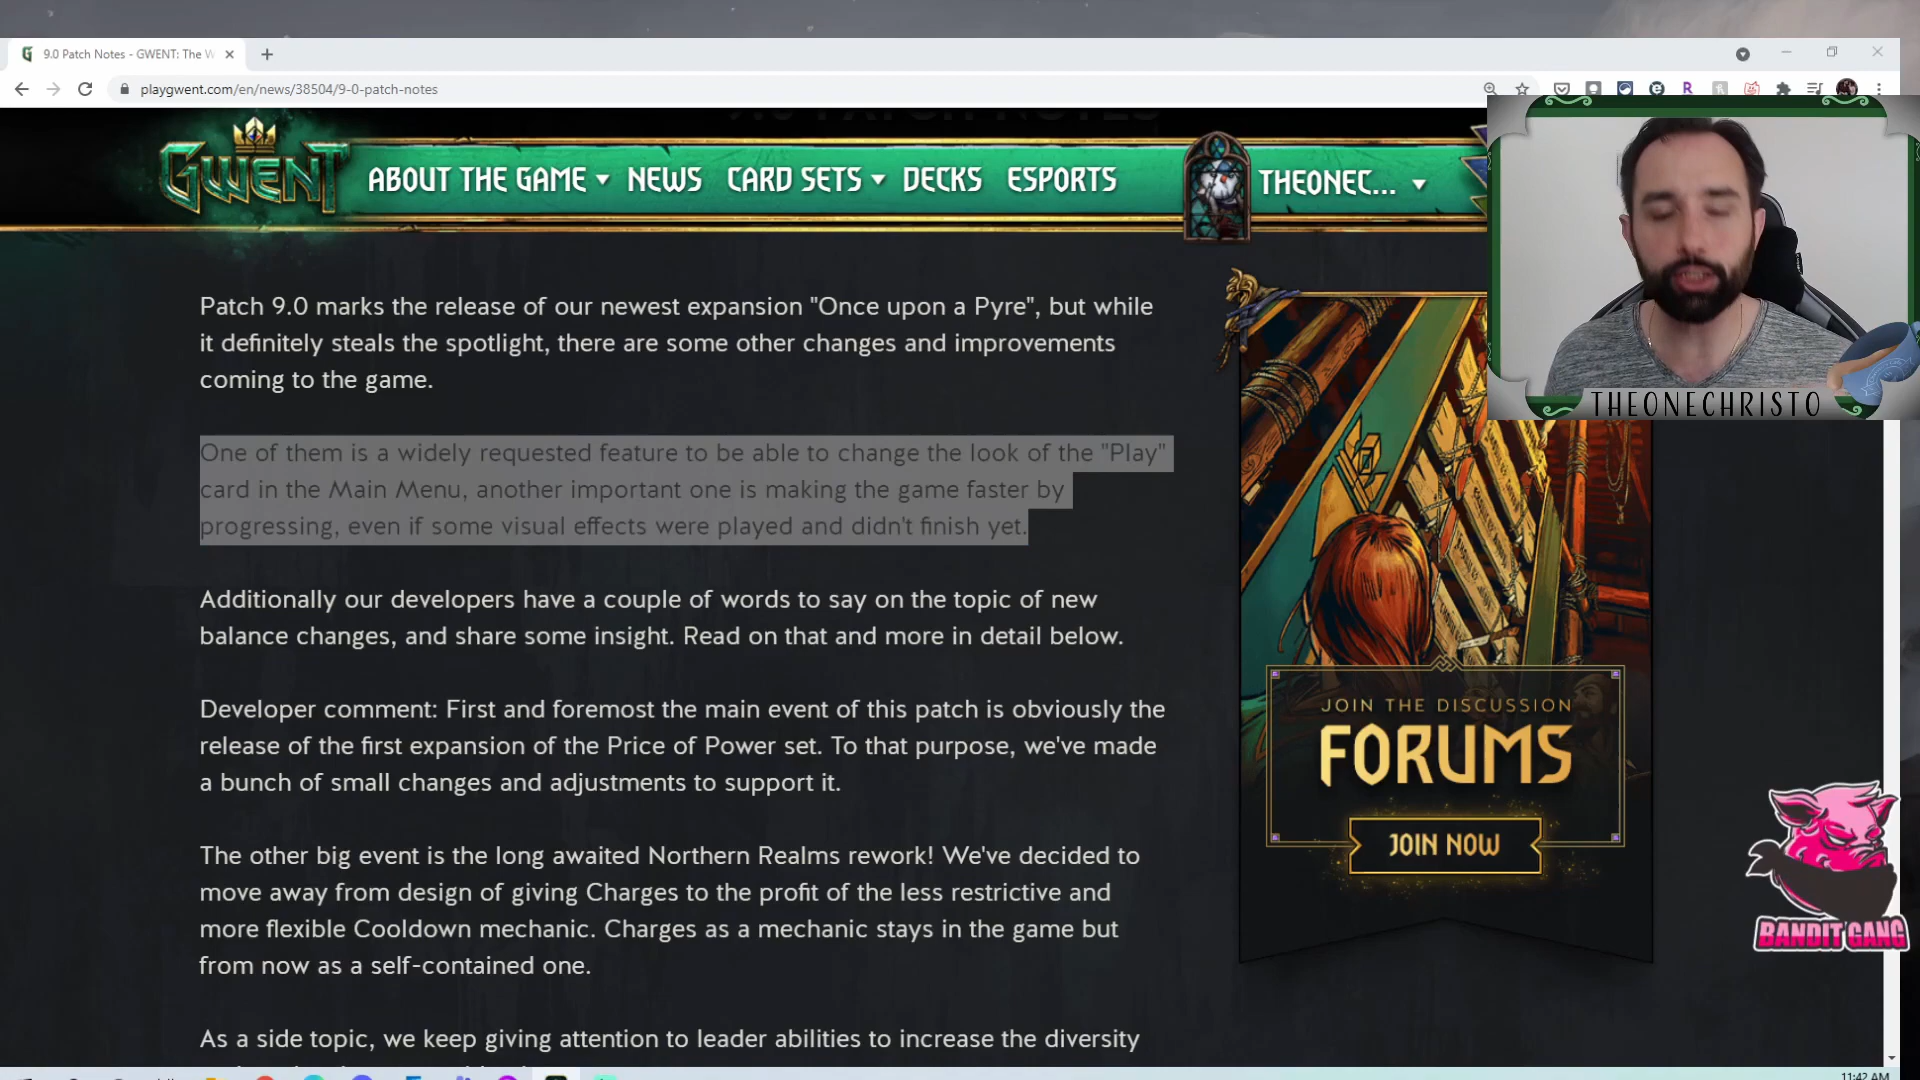 9.0 Patch Notes - GWENT: The W
playgwent.com/en/news/38504/9-0-patch-notes
9.0 PATCH NOTES
GWENT
ABOUT THE GAME
NEWS
CARD SETS
DECKS
ESPORTS
THEONEC...
Patch 9.0 marks the release of our newest expansion "Once upon a Pyre", but while
it definitely steals the spotlight, there are some other changes and improvements
coming to the game.
One of them is a widely requested feature to be able to change the look of the "Play"
card in the Main Menu, another important one is making the game faster by
progressing, even if some visual effects were played and didn't finish yet.
Additionally our developers have a couple of words to say on the topic of new
balance changes, and share some insight. Read on that and more in detail below.
Developer comment: First and foremost the main event of this patch is obviously the
release of the first expansion of the Price of Power set. To that purpose, we've made
a bunch of small changes and adjustments to support it.
The other big event is the long awaited Northern Realms rework! We've decided to
move away from design of giving Charges to the profit of the less restrictive and
more flexible Cooldown mechanic. Charges as a mechanic stays in the game but
from now as a self-contained one.
As a side topic, we keep giving attention to leader abilities to increase the diversity
THEONECHRISTO
JOIN THE DISCUSSION
FORUMS
JOIN NOW
BANDIT GANG
11:42 AM